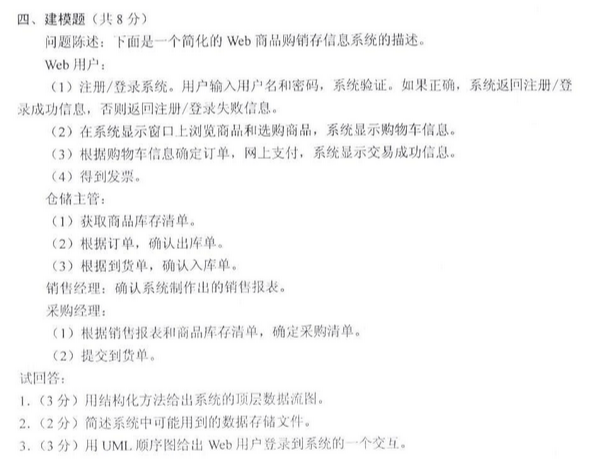 四、建模题（共 8 分）
问题陈述：下面是一个简化的 Web 商品购销存信息系统的描述。
Web 用户：
（1）注册/登录系统。用户输入用户名和密码，系统验证。如果正确，系统返回注册/登
录成功信息，否则返回注册/登录失败信息。
（2）在系统显示窗口上浏览商品和选购商品，系统显示购物车信息。
（3）根据购物车信息确定订单，网上支付，系统显示交易成功信息。
（4）得到发票。
仓储主管：
（1）获取商品库存清单。
（2）根据订单，确认出库单。
（3）根据到货单，确认入库单。
销售经理：确认系统制作出的销售报表。
采购经理：
（1）根据销售报表和商品库存清单，确定采购清单。
（2）提交到货单。
试回答：
1.（3 分）用结构化方法给出系统的顶层数据流图。
2.（2 分）简述系统中可能用到的数据存储文件。
3.（3 分）用 UML 顺序图给出 Web 用户登录到系统的一个交互。